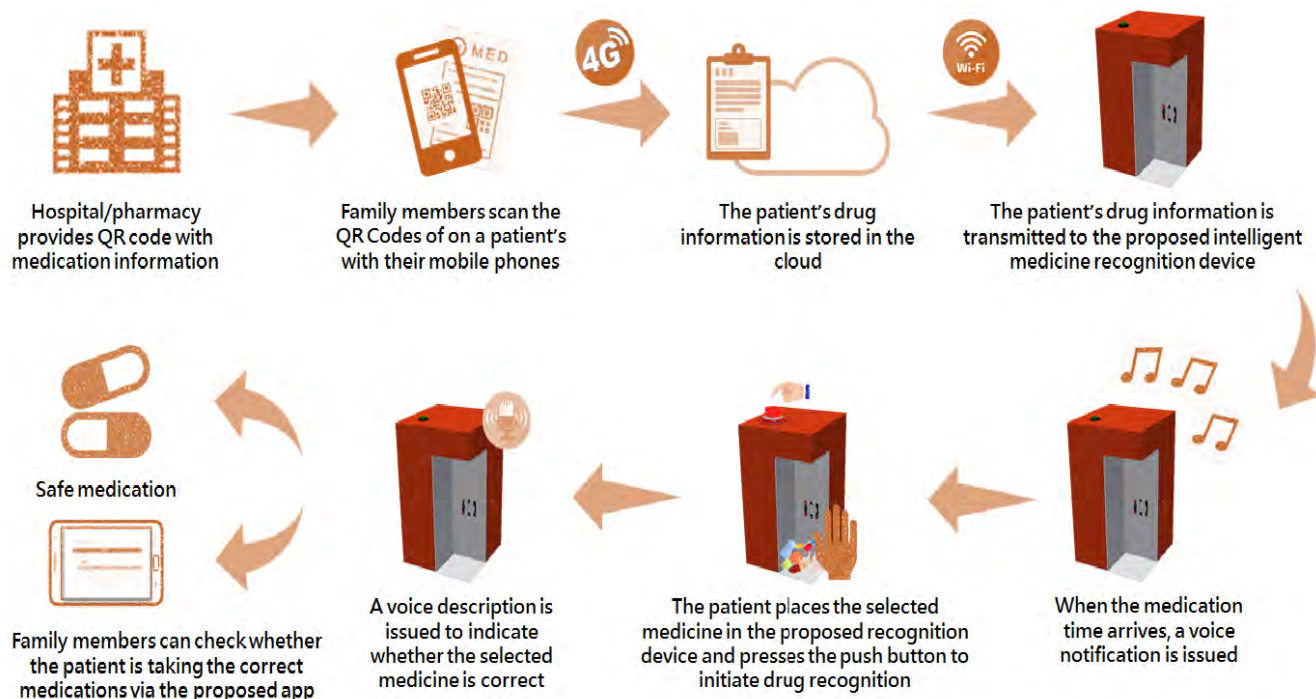 MED
4G
Wi-Fi
Hospital/pharmacy
provides QR code with
medication information
Family members scan the
QR Codes of on a patient's
with their mobile phones
The patient's drug
information is stored in the
cloud
The patient's drug information is
transmitted to the proposed intelligent
medicine recognition device
When the medication
time arrives, a voice
notification is issued
The patient places the selected
medicine in the proposed recognition
device and presses the push button to
initiate drug recognition
A voice description is
issued to indicate
whether the selected
medicine is correct
Safe medication
Family members can check whether
the patient is taking the correct
medications via the proposed app